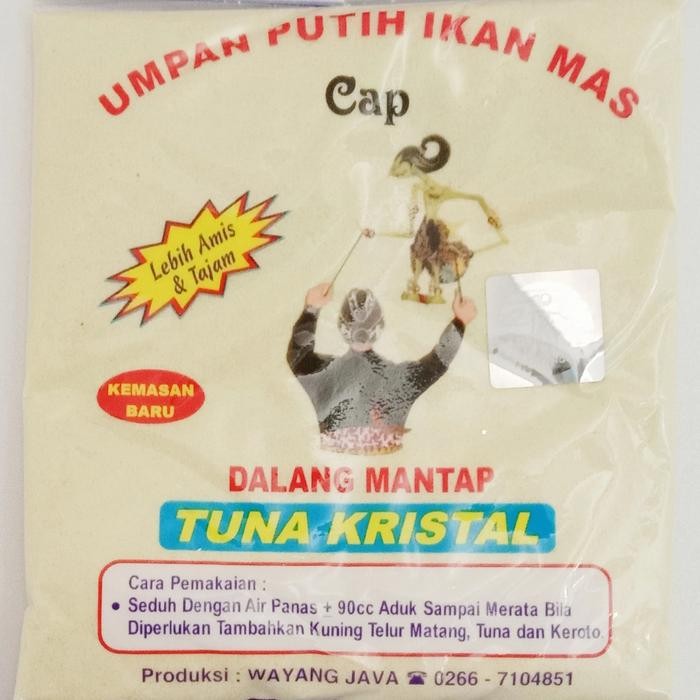 UMPAN PUTIH IKAN MAS
Cap
Lebih Amis
& Tajam
KEMASAN
BARU
DALANG MANTAP
TUNA KRISTAL
Cara Pemakaian :
• Seduh Dengan Air Panas ± 90cc Aduk Sampai Merata Bila
Diperlukan Tambahkan Kuning Telur Matang, Tuna dan Keroto.
Produksi : WAYANG JAVA ☎ 0266 - 7104851